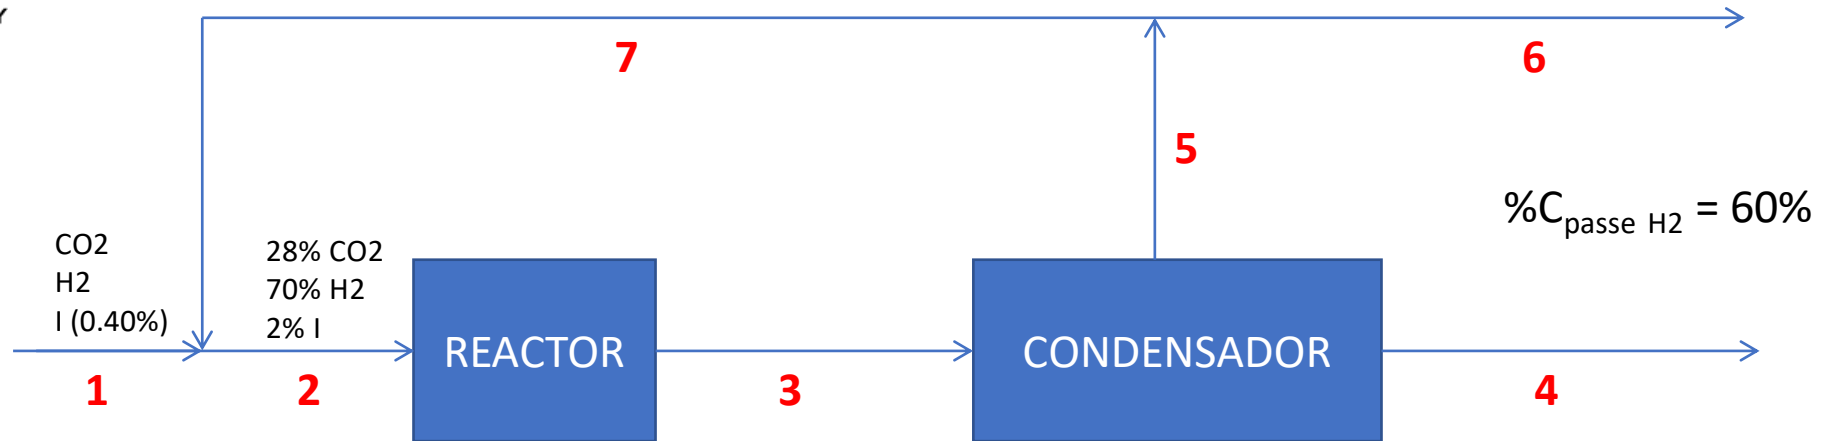 Y
7
6
5
%Cpasse H2 = 60%
CO2
H2
I (0.40%)
28% CO2
70% H2
2% I
REACTOR
CONDENSADOR
1
2
3
4